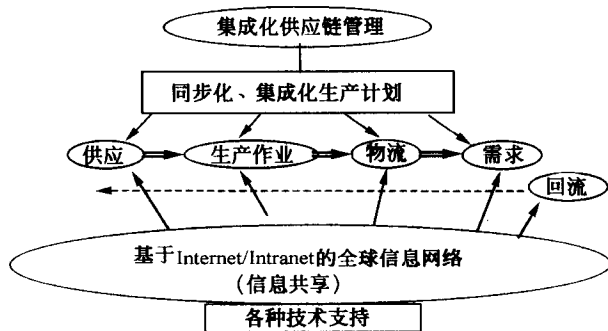 集成化供应链管理
同步化、集成化生产计划
供应
生产作业
物流
需求
回流
基于Internet/Intranet的全球信息网络
(信息共享)
各种技术支持